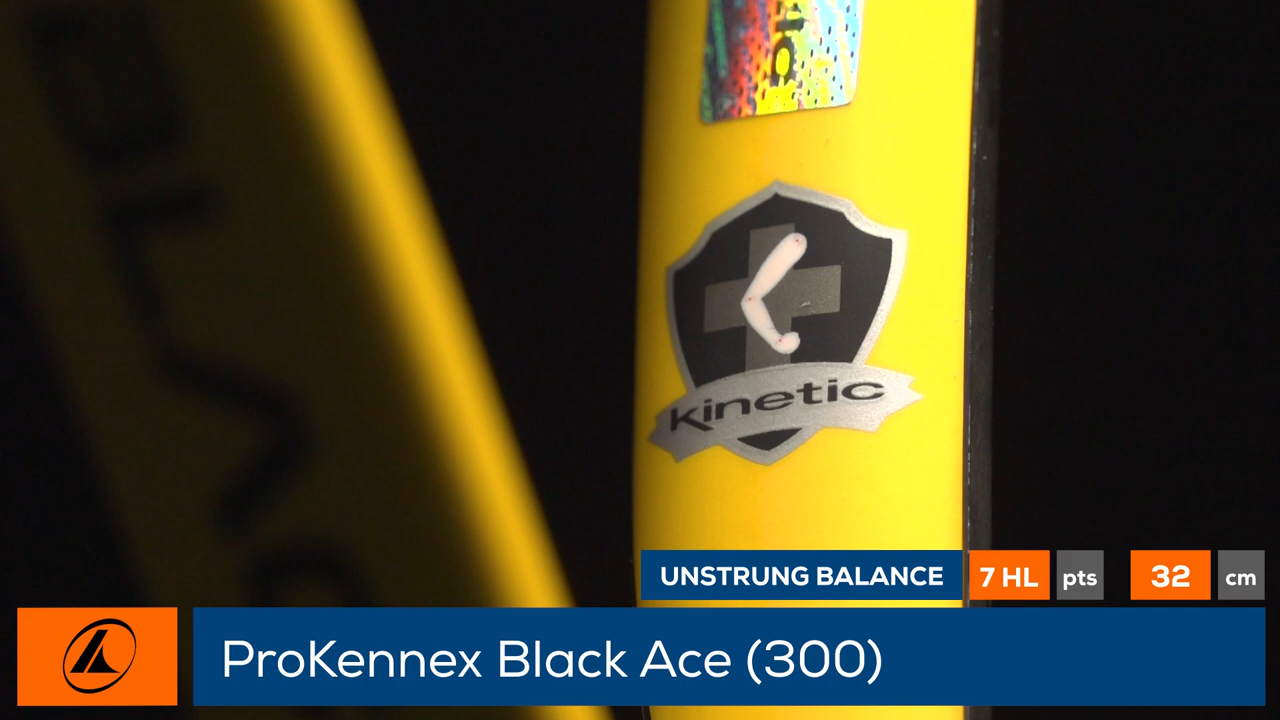 Kinetic
UNSTRUNG BALANCE 7 HL pts 32 cm
ProKennex Black Ace (300)